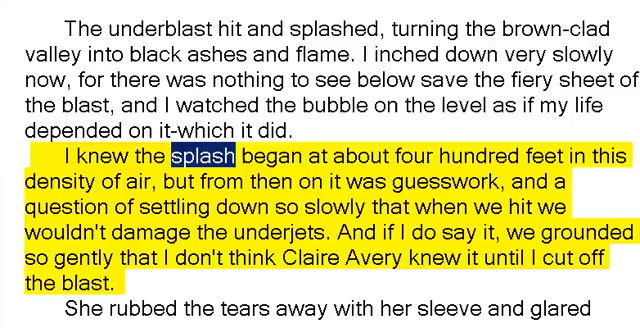 The underblast hit and splashed, turning the brown-clad
valley into black ashes and flame. I inched down very slowly
now, for there was nothing to see below save the fiery sheet of
the blast, and I watched the bubble on the level as if my life
depended on it-which it did.
I knew the splash began at about four hundred feet in this
density of air, but from then on it was guesswork, and a
question of settling down so slowly that when we hit we
wouldn't damage the underjets. And if I do say it, we grounded
so gently that I don't think Claire Avery knew it until I cut off
the blast.
She rubbed the tears away with her sleeve and glared